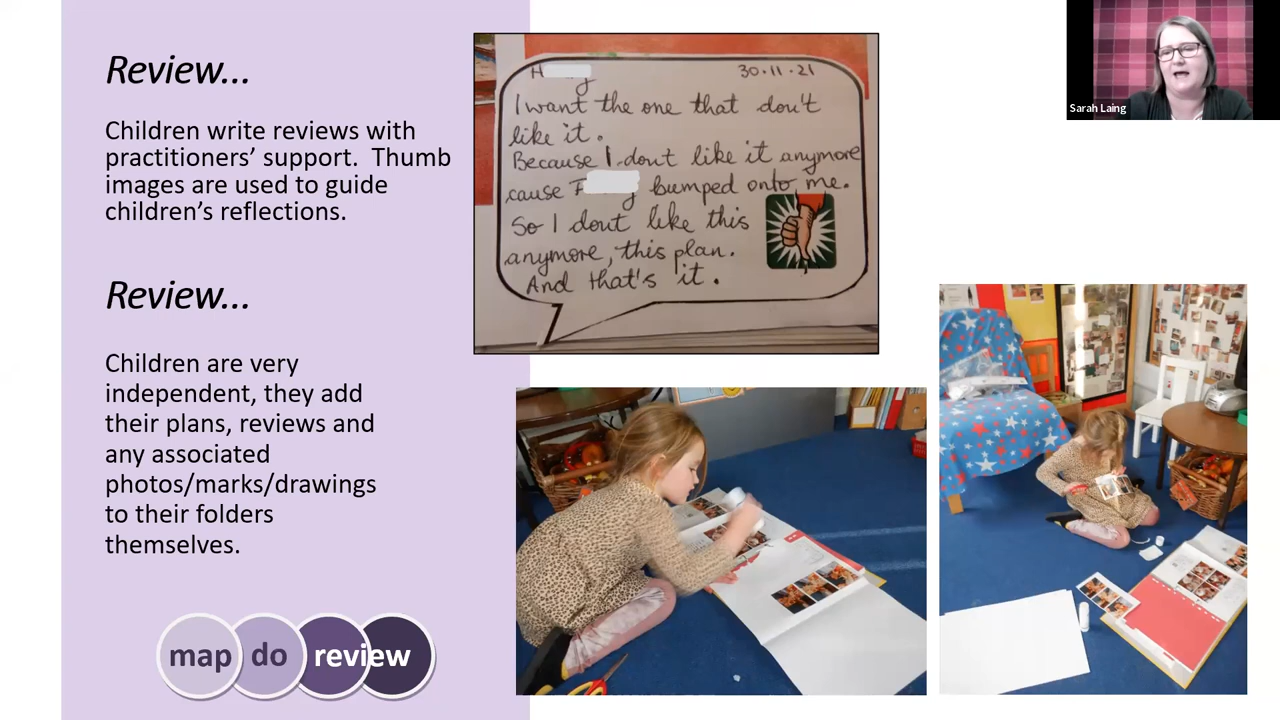 Review...
Children write reviews with
practitioners’ support.  Thumb
images are used to guide
children’s reflections.
Review...
Children are very
independent, they add
their plans, reviews and
any associated
photos/marks/drawings
to their folders
themselves.
map do review
30·11·21
I want the one that don't
like it.
Because I dont like it anymore
cause bumped onto me.
So I dont like this
anymore, this plan.
And that's it.
Sarah Laing